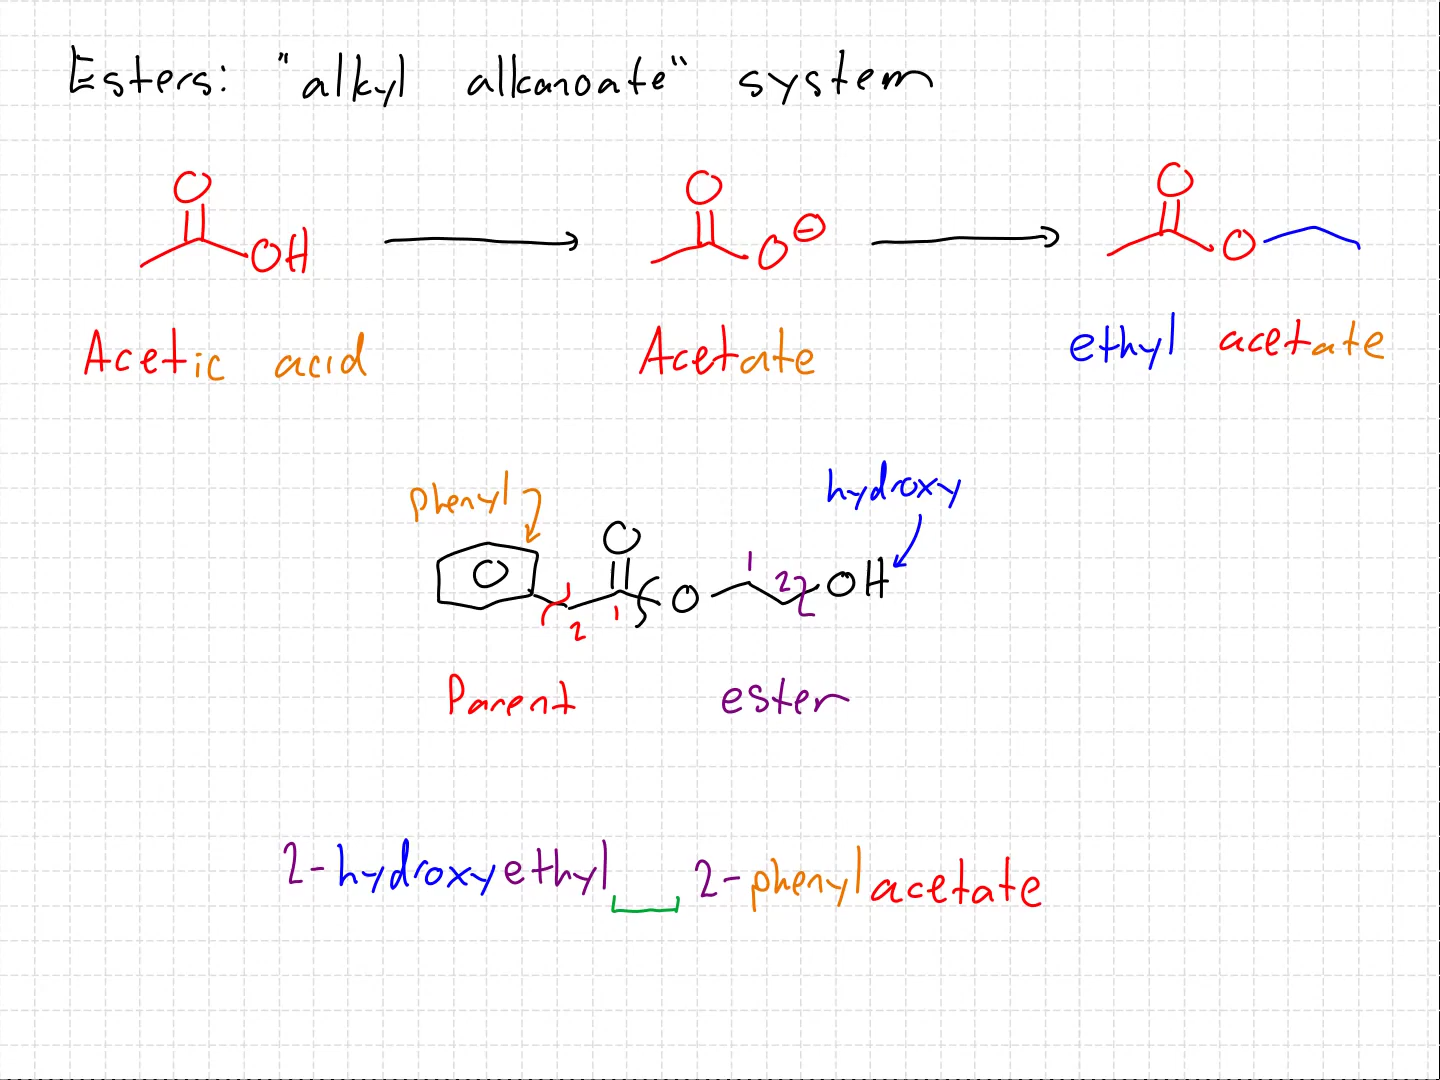 Esters: "alkyl alkanoate" system
O O O
OH O⊖ O
Acetic acid Acetate ethyl acetate
phenyl hydroxy
O
O O 1 2 OH
2 1
Parent ester
2-hydroxyethyl 2-phenylacetate